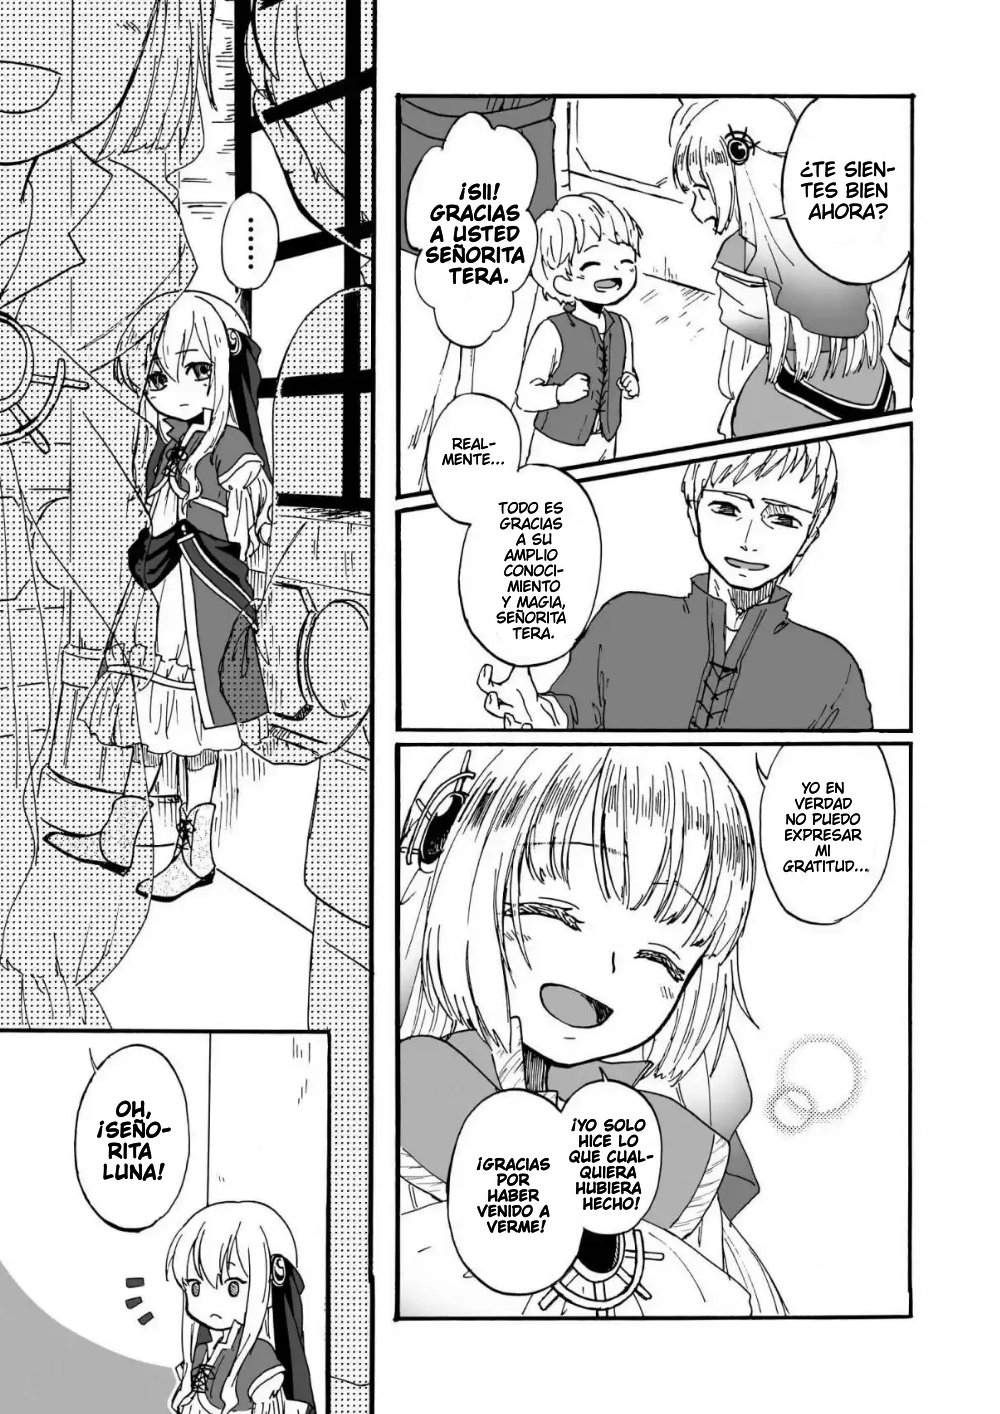 ¿TE SIEN-
TES BIEN
AHORA?
¡SII!
GRACIAS
A USTED
SEÑORITA
TERA.
REAL-
MENTE...
TODO ES
GRACIAS
A SU
AMPLIO
CONOCI-
MIENTO
Y MAGIA,
SEÑORITA
TERA.
YO EN
VERDAD
NO PUEDO
EXPRESAR
MI
GRATITUD...
¡YO SOLO
HICE LO
QUE CUAL-
QUIERA
HUBIERA
HECHO!
¡GRACIAS
POR
HABER
VENIDO A
VERME!
......
OH,
¡SEÑO-
RITA
LUNA!